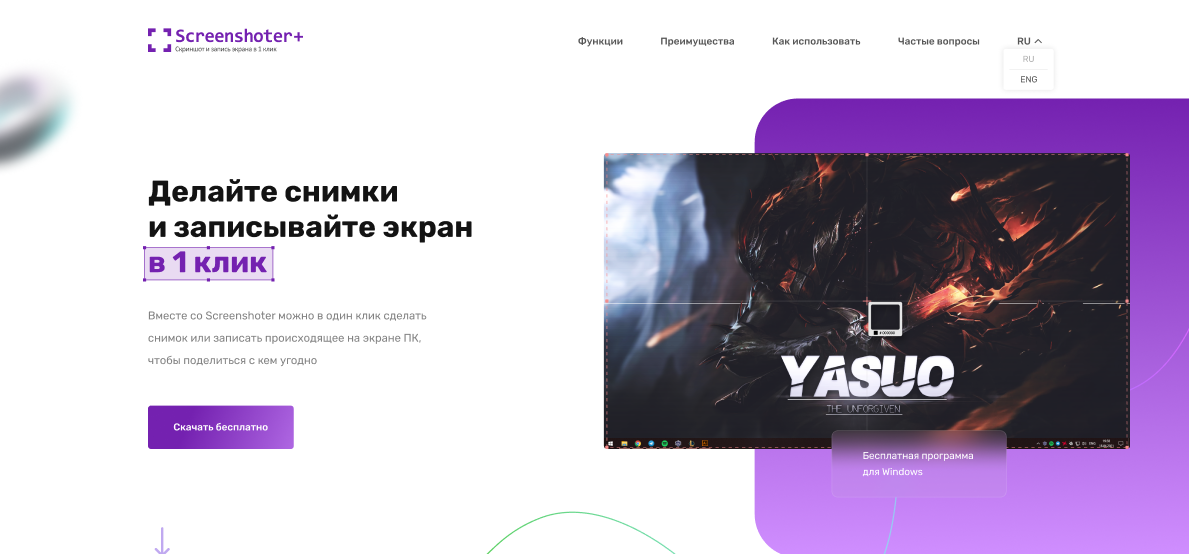 Screenshoter+
Скриншот и запись экрана в 1 клик
Функции
Преимущества
Как использовать
Частые вопросы
RU
RU
ENG
Делайте снимки
и записывайте экран
в 1 клик
Вместе со Screenshoter можно в один клик сделать
снимок или записать происходящее на экране ПК,
чтобы поделиться с кем угодно
Скачать бесплатно
YASUO
THE UNFORGIVEN
Бесплатная программа
для Windows